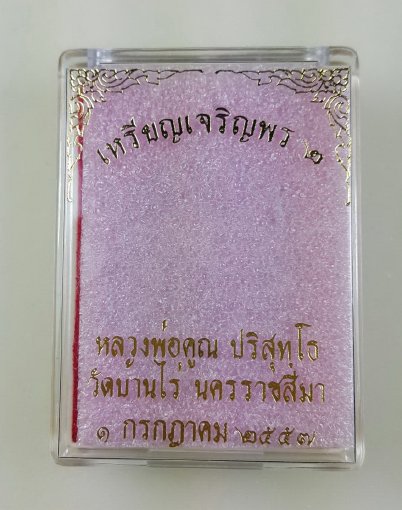 เหรียญเจริญพร ๒
หลวงพ่อคูณ ปริสุทฺโธ
วัดบ้านไร่ นครราชสีมา
๑ กรกฎาคม ๒๕๕๗